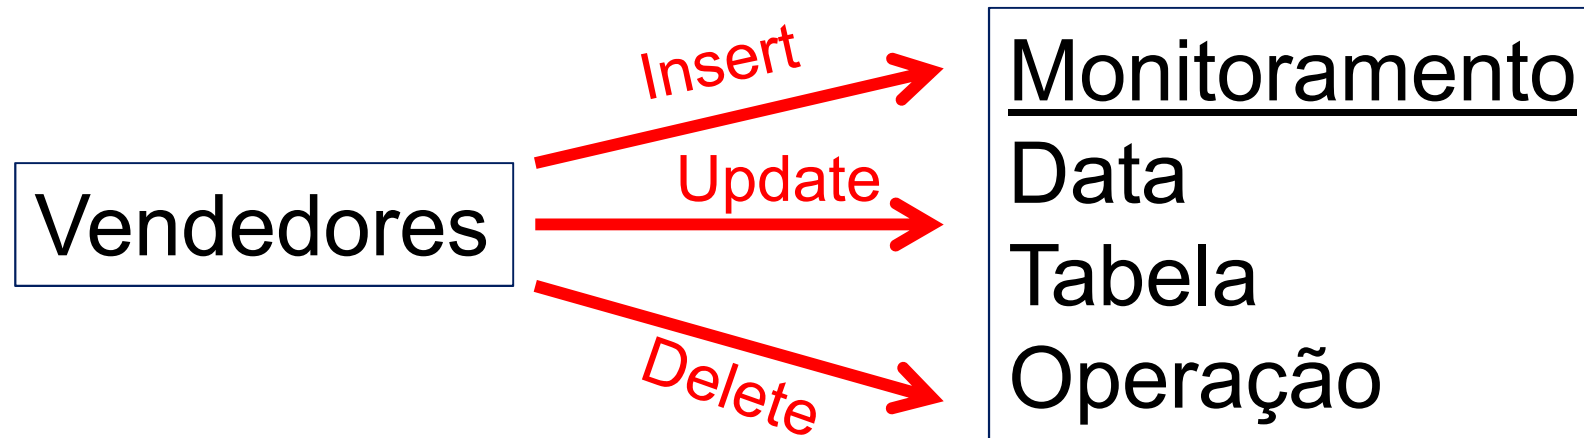 Vendedores
Insert
Update
Delete
Monitoramento
Data
Tabela
Operação